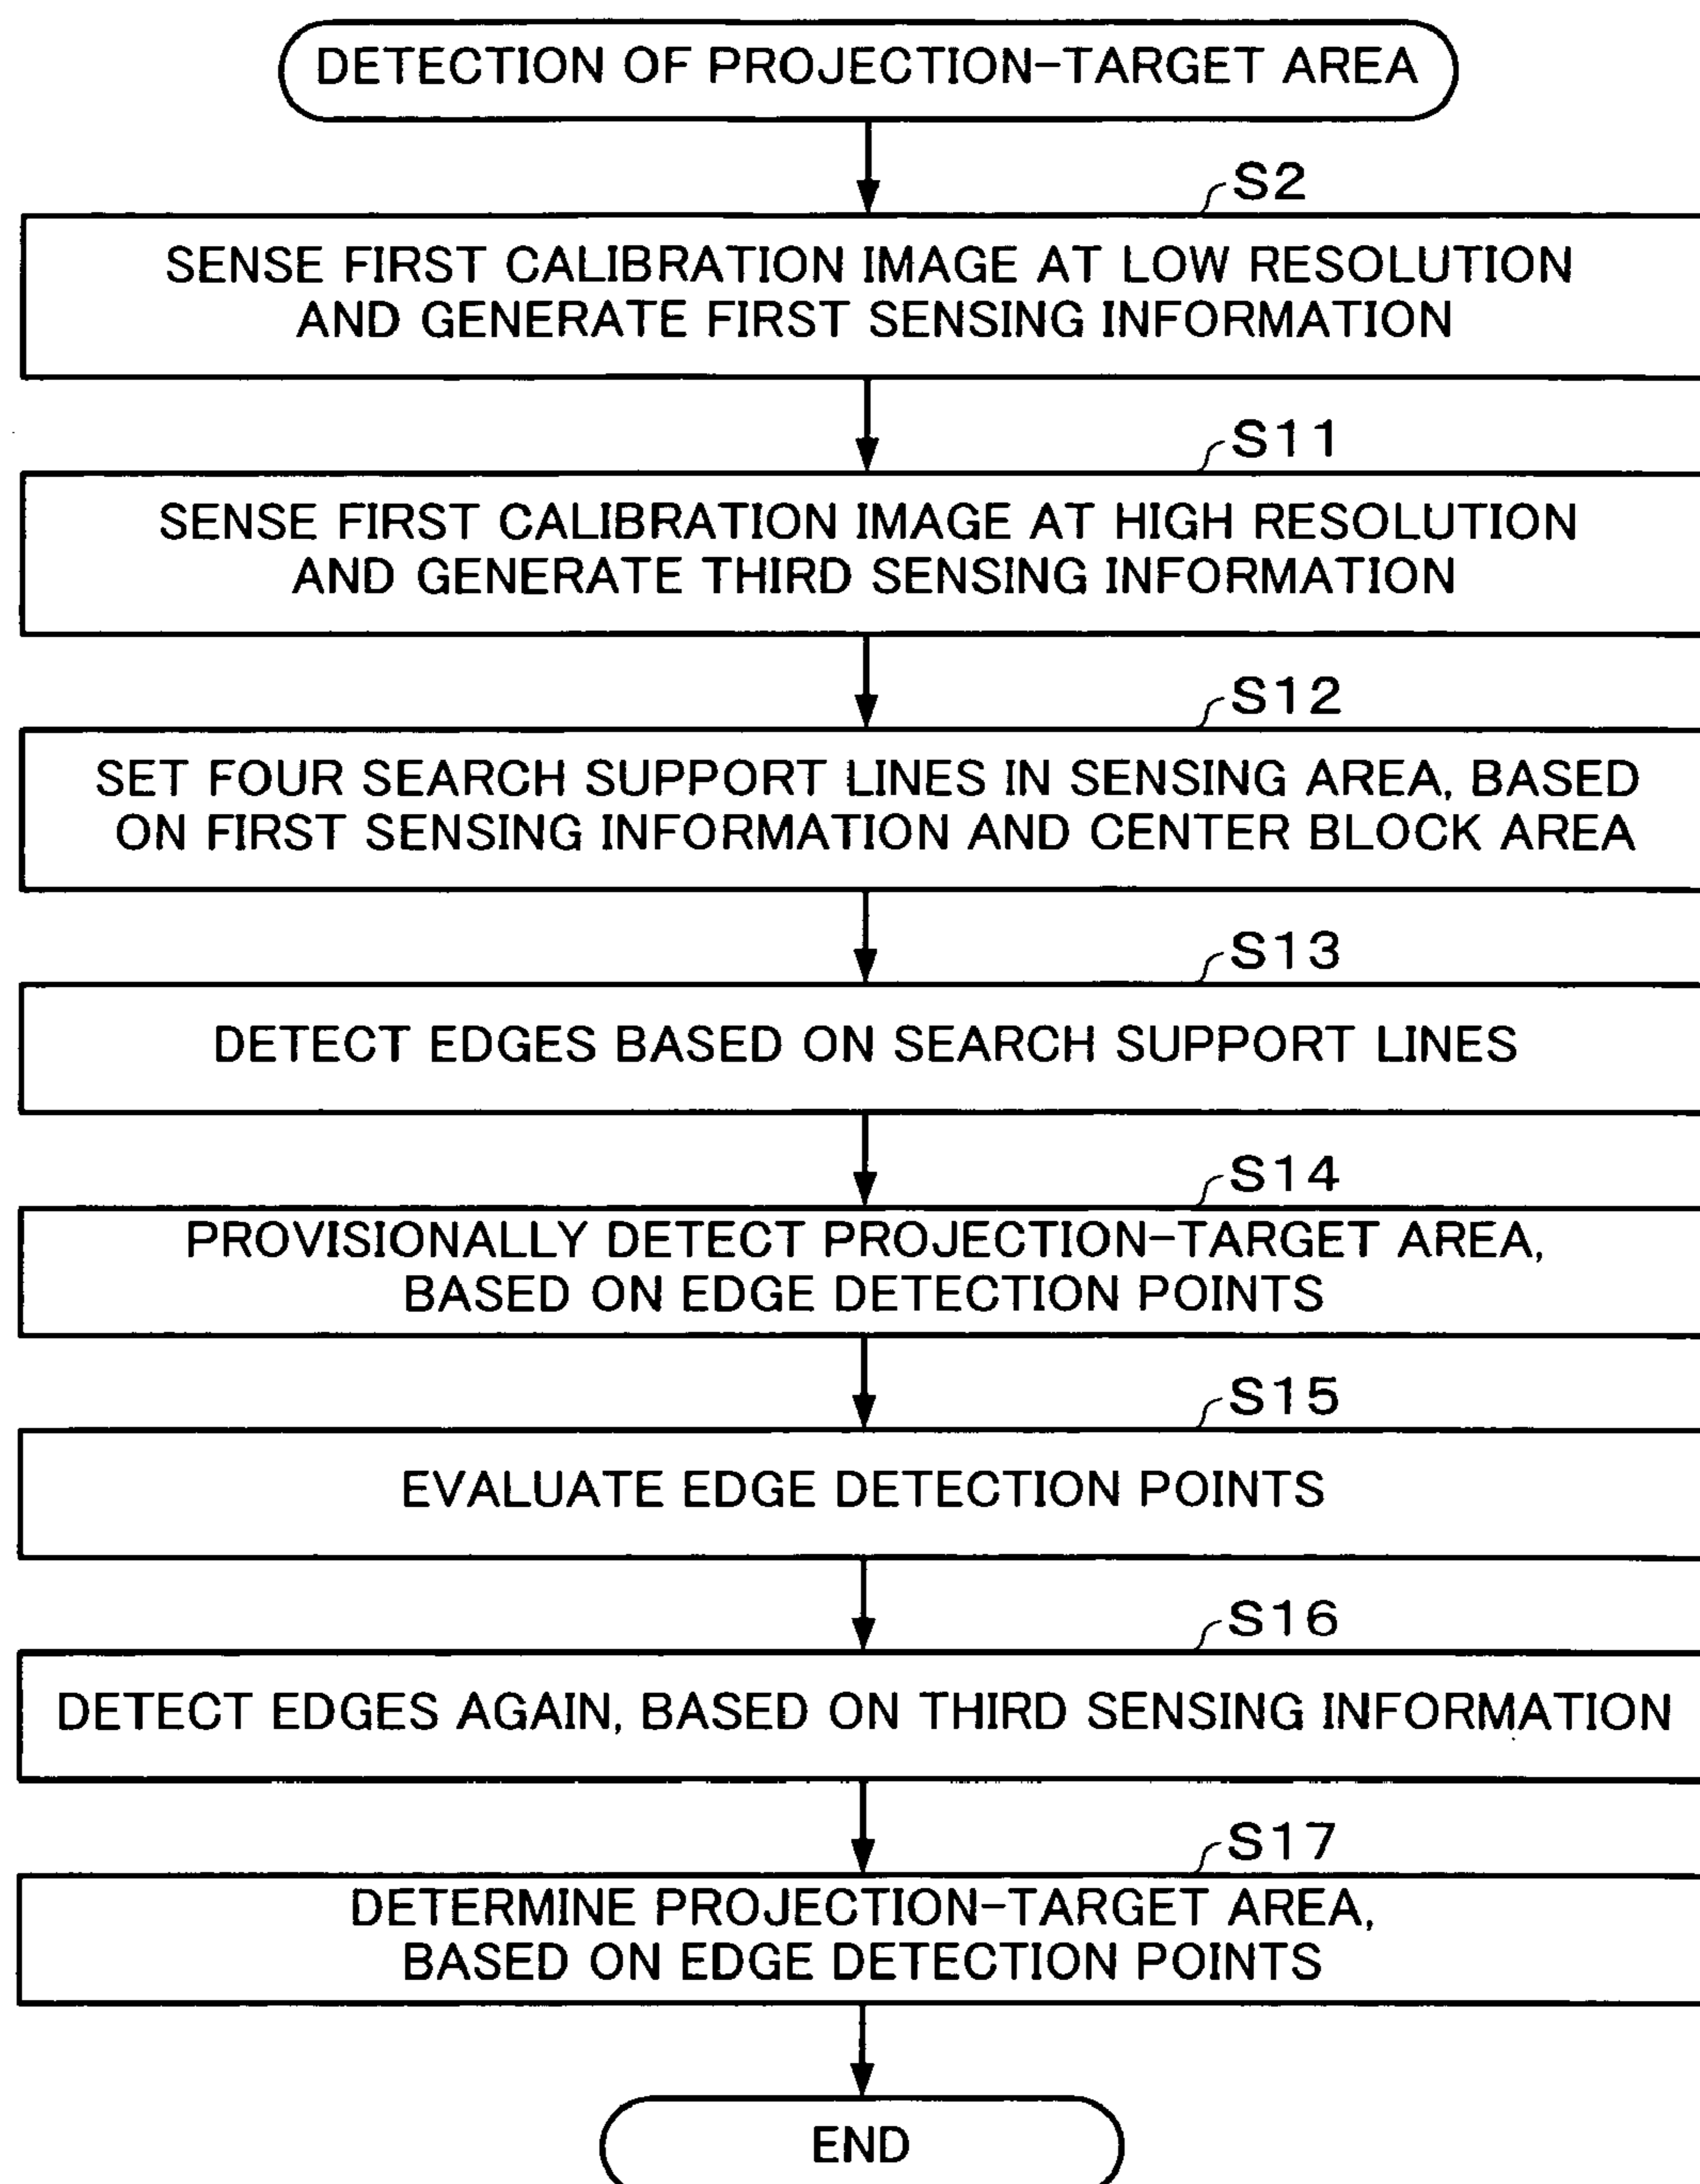 DETECTION OF PROJECTION-TARGET AREA
S2
SENSE FIRST CALIBRATION IMAGE AT LOW RESOLUTION
AND GENERATE FIRST SENSING INFORMATION
S11
SENSE FIRST CALIBRATION IMAGE AT HIGH RESOLUTION
AND GENERATE THIRD SENSING INFORMATION
S12
SET FOUR SEARCH SUPPORT LINES IN SENSING AREA, BASED
ON FIRST SENSING INFORMATION AND CENTER BLOCK AREA
S13
DETECT EDGES BASED ON SEARCH SUPPORT LINES
S14
PROVISIONALLY DETECT PROJECTION-TARGET AREA,
BASED ON EDGE DETECTION POINTS
S15
EVALUATE EDGE DETECTION POINTS
S16
DETECT EDGES AGAIN, BASED ON THIRD SENSING INFORMATION
S17
DETERMINE PROJECTION-TARGET AREA,
BASED ON EDGE DETECTION POINTS
END